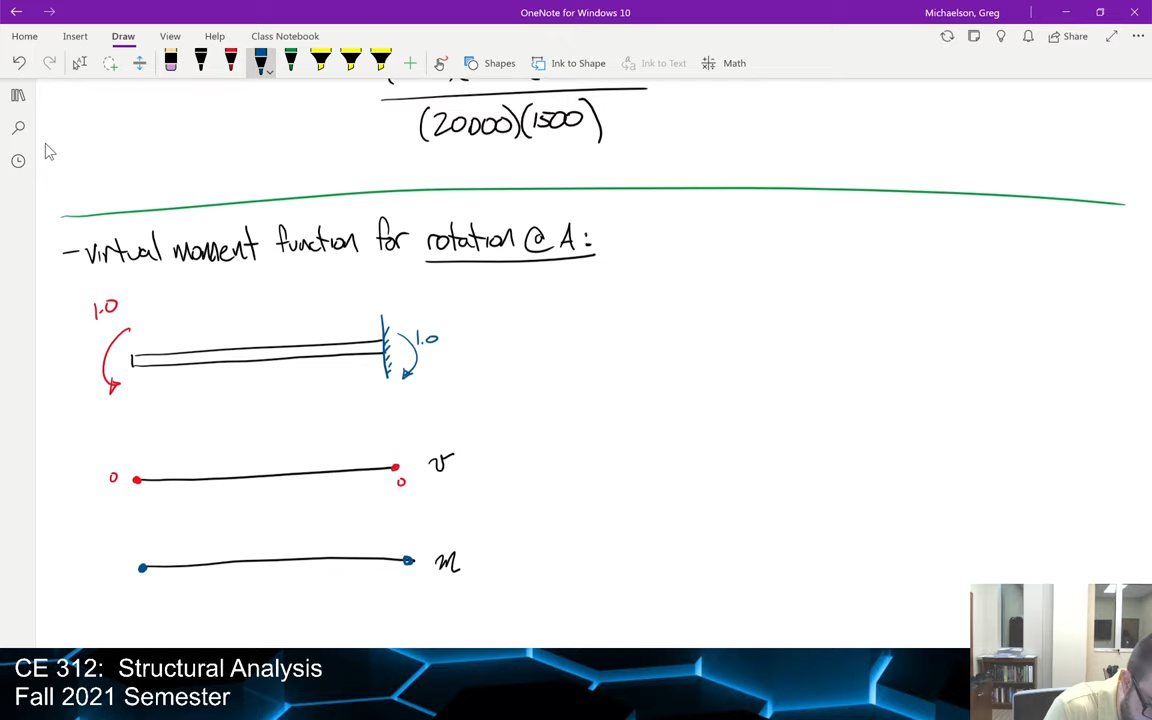 OneNote for Windows 10
Michaelson, Greg
Home Insert Draw View Help Class Notebook
Shapes Ink to Shape Ink to Text Math Share
(20000)(1500)
- virtual moment function for rotation @ A:
1.0
1.0
v
0
0
m
CE 312: Structural Analysis
Fall 2021 Semester